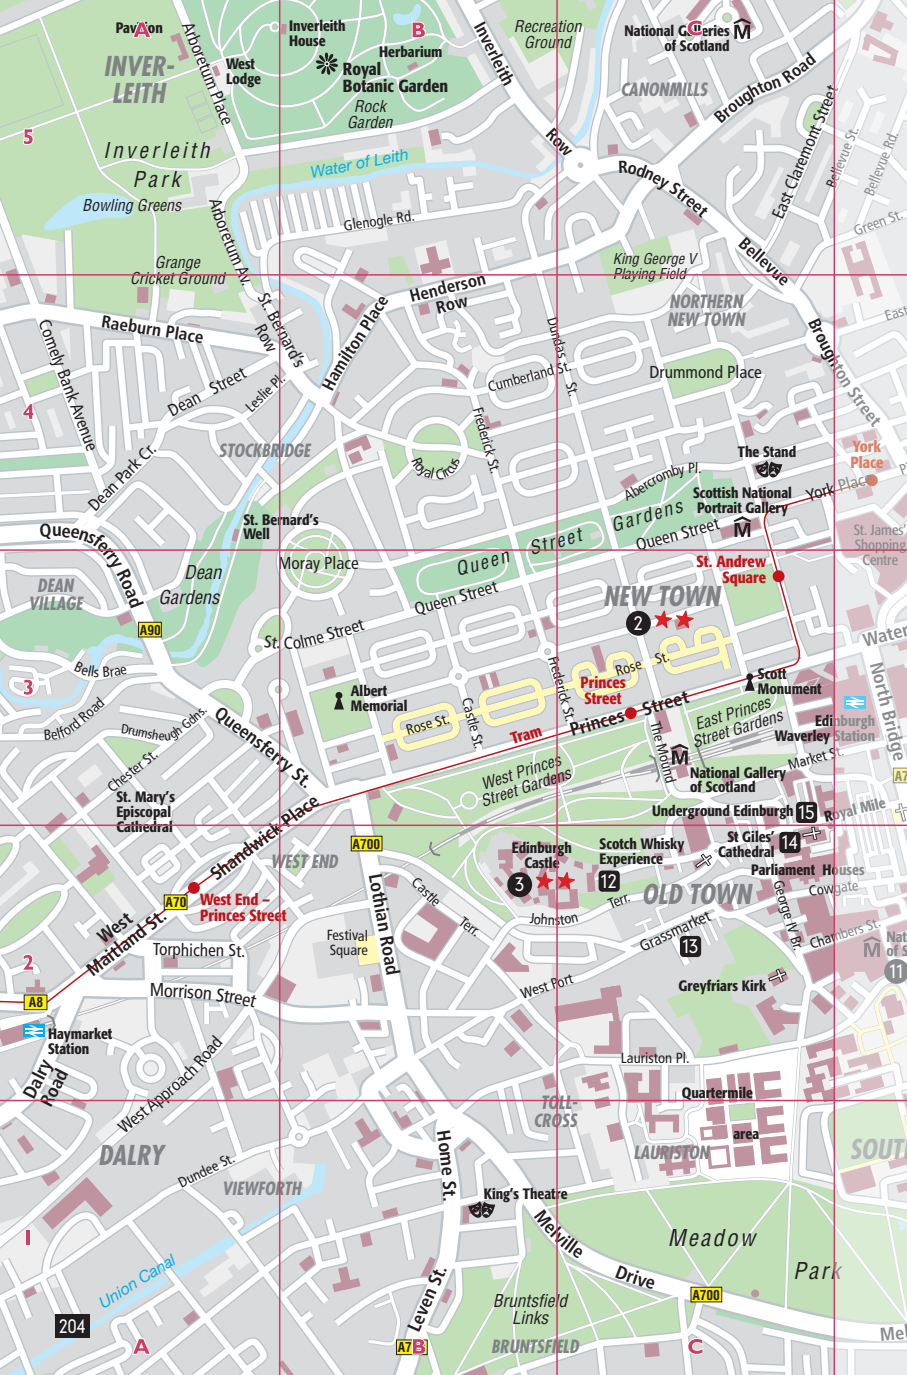 A
B
C
Pavilion
INVER-
LEITH
Arboretum Place
Inverleith
House
West
Lodge
Herbarium
Royal
Botanic Garden
Rock
Garden
Inverleith
Row
Recreation
Ground
National Galleries
of Scotland
CANONMILLS
Broughton Road
5
Inverleith
Park
Bowling Greens
Water of Leith
Rodney Street
East Claremont Street
Bellevue St.
Bellevue Rd.
Green St.
Arboretum Av.
Glenogle Rd.
Grange
Cricket Ground
King George V
Playing Field
Bellevue
Henderson
Row
NORTHERN
NEW TOWN
East
Comely Bank Avenue
Raeburn Place
St. Bernard's
Row
Hamilton Place
Dundas
St.
Broughton Street
Dean Street
Leslie Pl.
Cumberland St.
Drummond Place
4
Frederick St.
Dean Park Cr.
STOCKBRIDGE
Royal Circus
The Stand
York
Place
Abercromby Pl.
Scottish National
Portrait Gallery
York Place
Queensferry Road
St. Bernard's
Well
Queen Street Gardens
Queen Street
St. James'
Shopping
Centre
Moray Place
DEAN
VILLAGE
Dean
Gardens
Queen Street
St. Andrew
Square
NEW TOWN
2
A90
St. Colme Street
Water
Bells Brae
3
Albert
Memorial
Rose St.
Frederick St.
Princes
Street
Scott
Monument
Belford Road
Drumsheugh Gdns.
Queensferry St.
Rose St.
Castle St.
Tram
Princes Street
The Mound
East Princes
Street Gardens
Edinburgh
Waverley Station
North Bridge
Chester St.
West Princes
Street Gardens
Market St.
National Gallery
of Scotland
A7
St. Mary's
Episcopal
Cathedral
Shandwick Place
Underground Edinburgh
15
Royal Mile
A700
WEST END
Edinburgh
Castle
3
Scotch Whisky
Experience
12
St Giles'
Cathedral
14
Parliament Houses
Cowgate
A70
West End –
Princes Street
Castle
Terr.
OLD TOWN
Johnston
Terr.
West
Maitland St.
Lothian Road
Grassmarket
13
George IV Br.
Chambers St.
Torphichen St.
Festival
Square
2
Nat
of S
11
A8
Morrison Street
West Port
Greyfriars Kirk
Haymarket
Station
Dalry
Road
West Approach Road
Lauriston Pl.
Quartermile
area
TOLL-
CROSS
DALRY
Home St.
LAURISTON
SOUT
Dundee St.
VIEWFORTH
King's Theatre
I
Melville
Drive
Meadow
Park
Union Canal
A700
Leven St.
Bruntsfield
Links
204
A
A7
B
BRUNTSFIELD
C
Mel